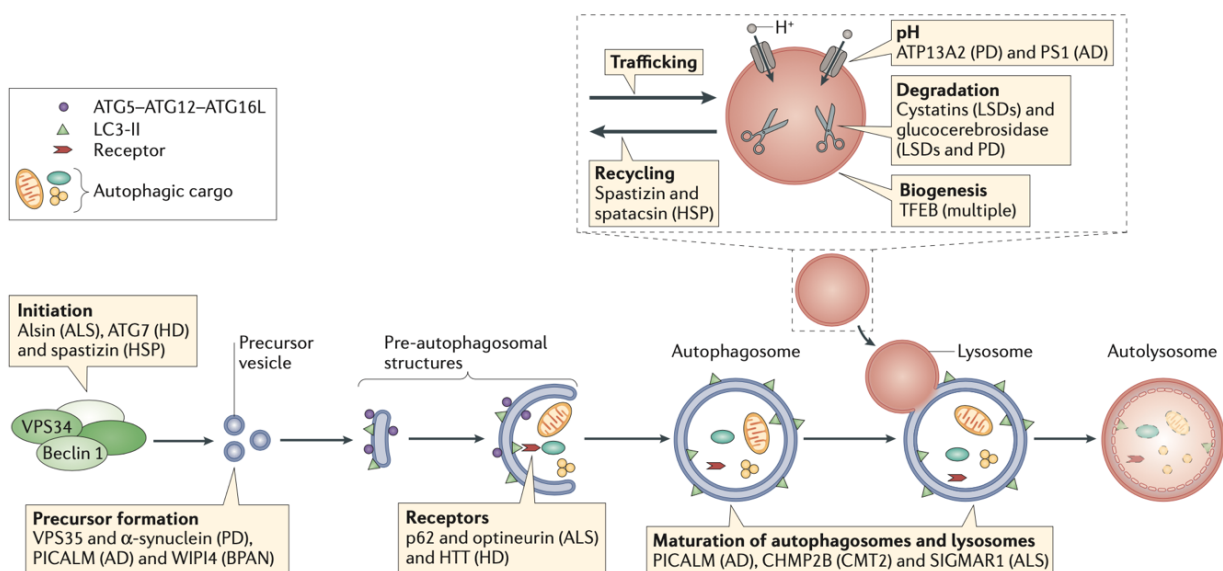 H+
pH
ATP13A2 (PD) and PS1 (AD)
Trafficking
Degradation
Cystatins (LSDs) and
glucocerebrosidase
(LSDs and PD)
Recycling
Spastizin and
spatacsin (HSP)
Biogenesis
TFEB (multiple)
ATG5–ATG12–ATG16L
LC3-II
Receptor
Autophagic cargo
Initiation
Alsin (ALS), ATG7 (HD)
and spastizin (HSP)
VPS34
Beclin 1
Precursor
vesicle
Pre-autophagosomal
structures
Autophagosome
Lysosome
Autolysosome
Precursor formation
VPS35 and α-synuclein (PD),
PICALM (AD) and WIPI4 (BPAN)
Receptors
p62 and optineurin (ALS)
and HTT (HD)
Maturation of autophagosomes and lysosomes
PICALM (AD), CHMP2B (CMT2) and SIGMAR1 (ALS)